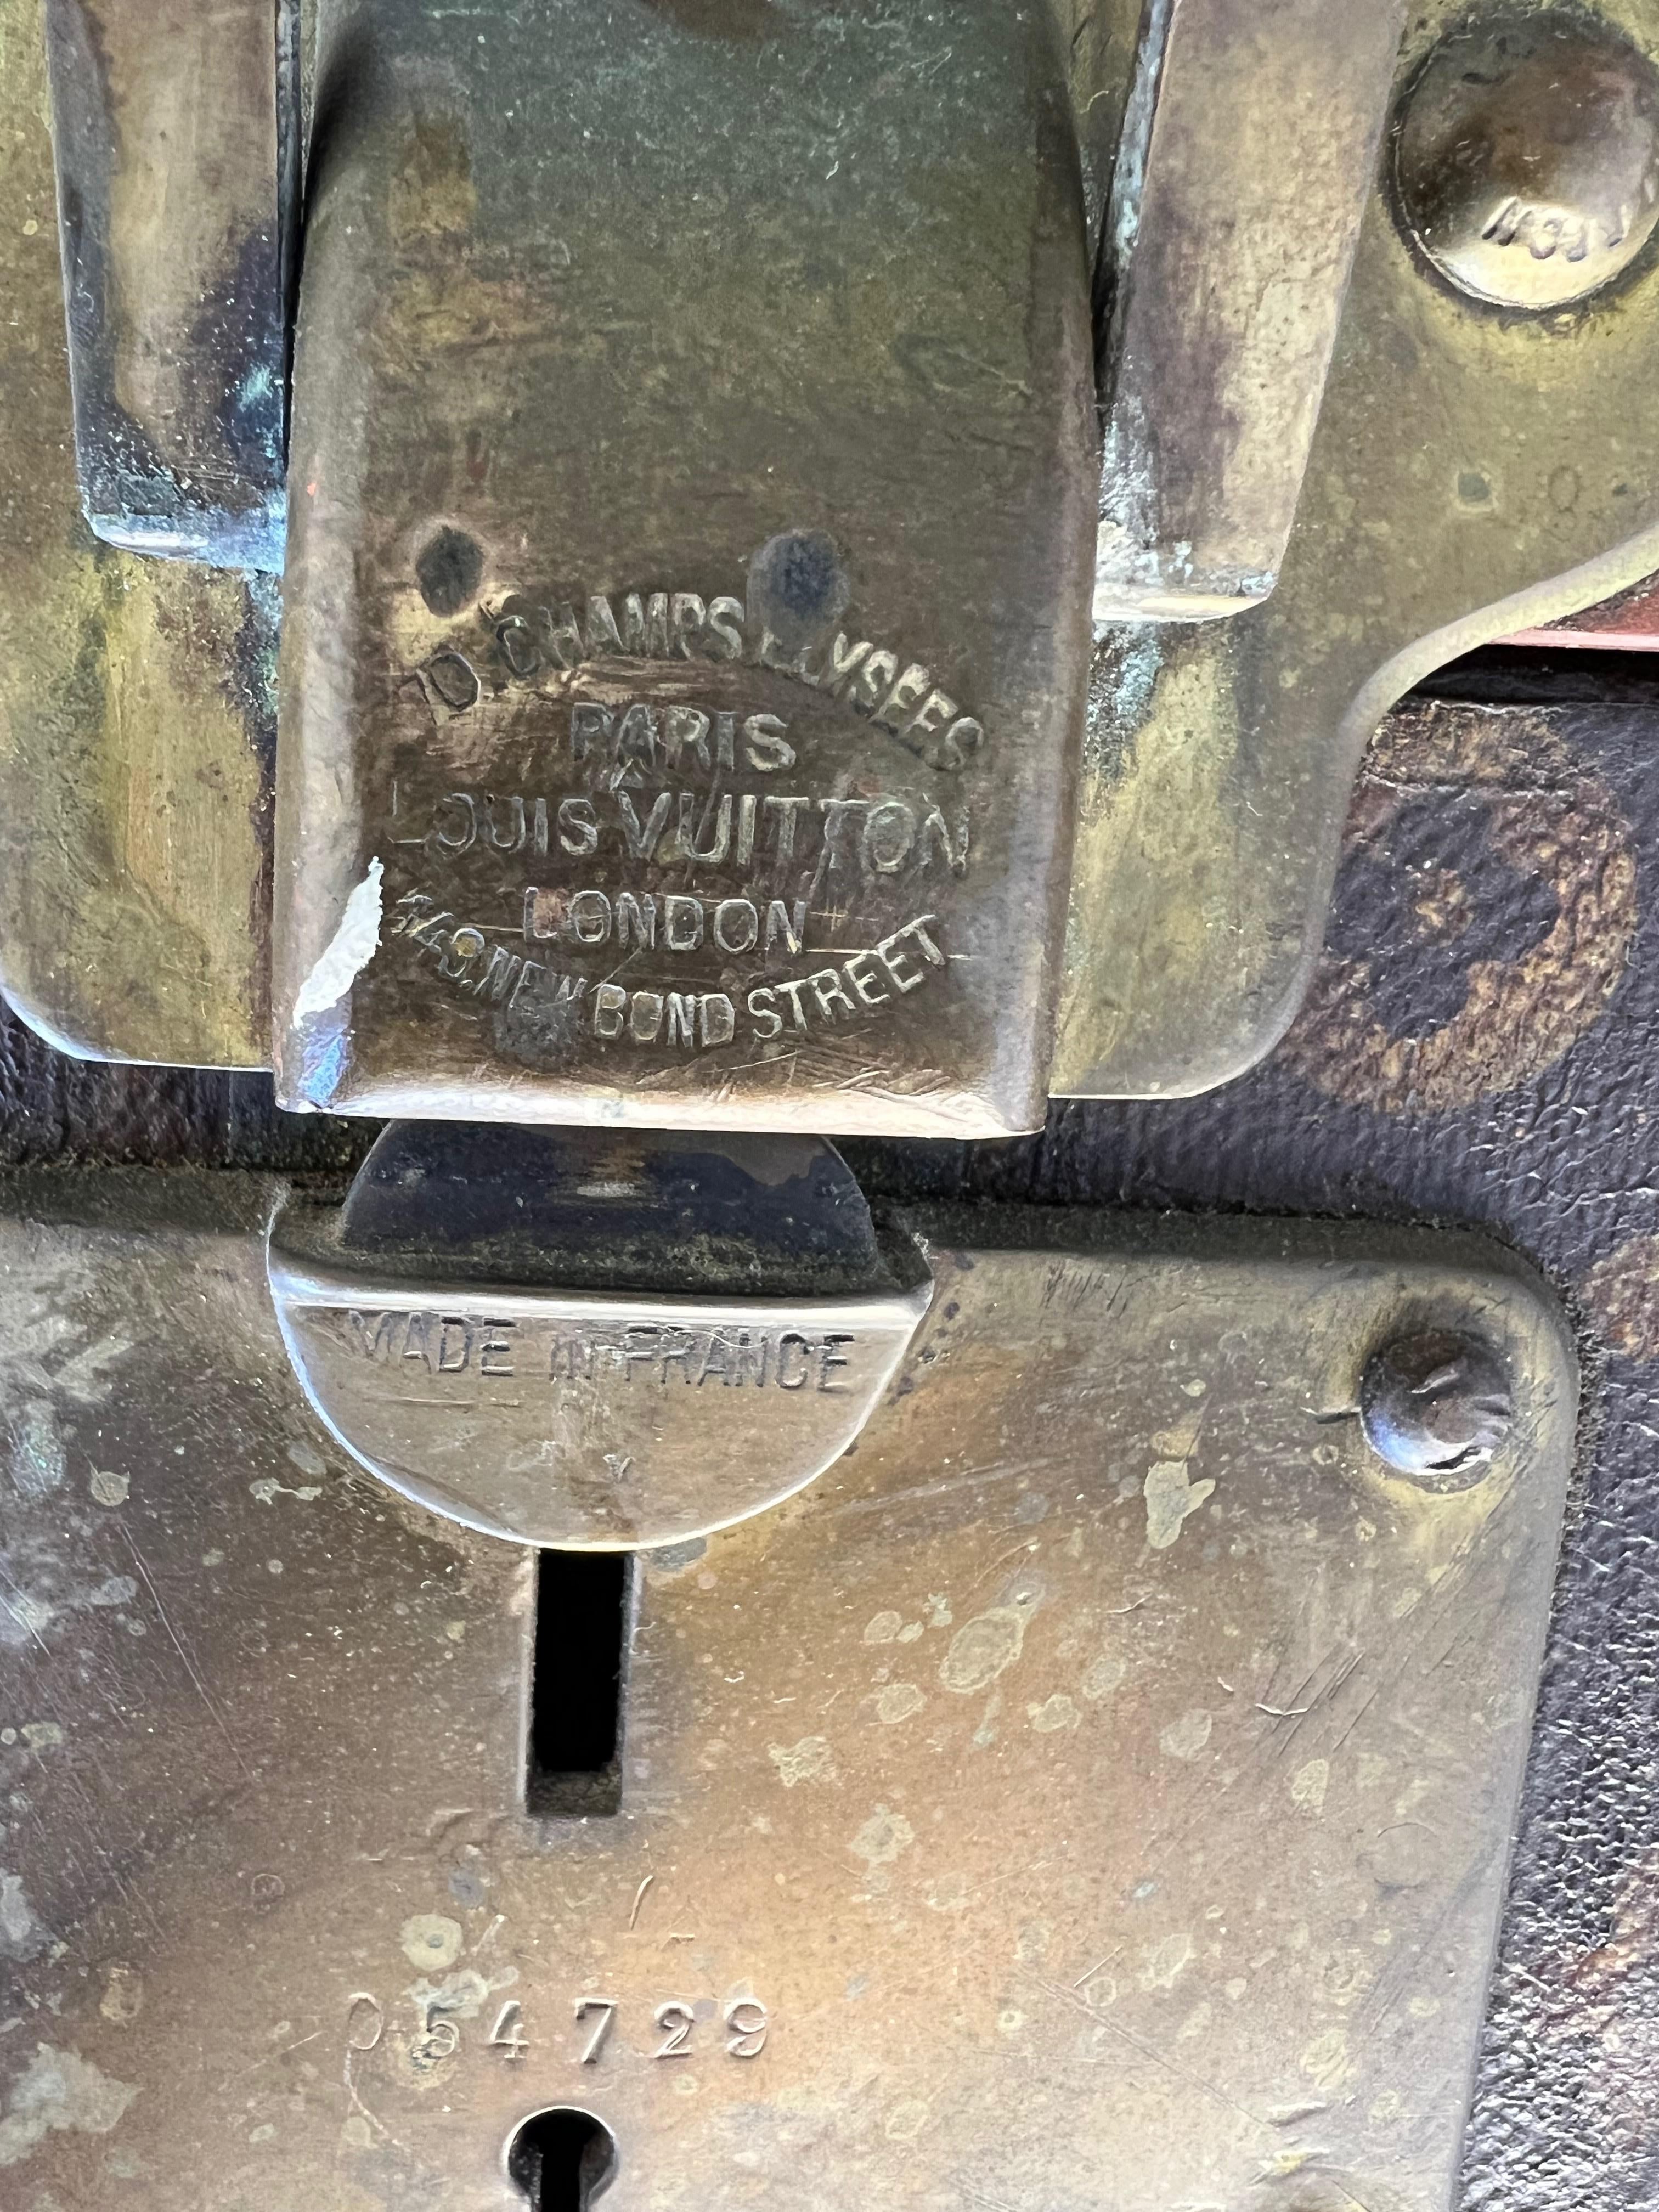 70. CHAMPS ELYSEES
PARIS
LOUIS VUITTON
LONDON
149. NEW BOND STREET
MADE IN FRANCE
054729